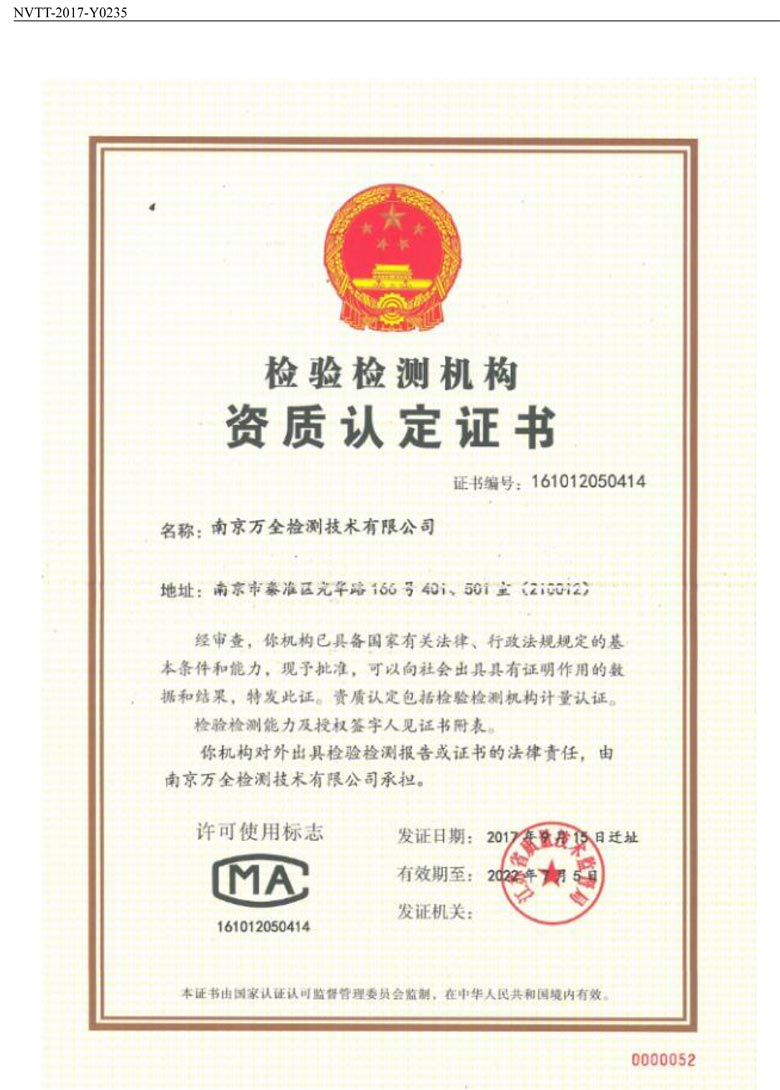 NVTT-2017-Y0235
检验检测机构
资质认定证书
证书编号：161012050414
名称：南京万全检测技术有限公司
地址：南京市秦淮区光华路166号401、501室（210012）
经审查，你机构已具备国家有关法律、行政法规规定的基
本条件和能力，现予批准，可以向社会出具具有证明作用的数
据和结果，特发此证。资质认定包括检验检测机构计量认证。
检验检测能力及授权签字人见证书附表。
你机构对外出具检验检测报告或证书的法律责任，由
南京万全检测技术有限公司承担。
许可使用标志
MA
161012050414
发证日期：2017年9月15日迁址
有效期至：2022年7月5日
发证机关：
江苏省质量技术监督局
本证书由国家认证认可监督管理委员会监制，在中华人民共和国境内有效。
0000052